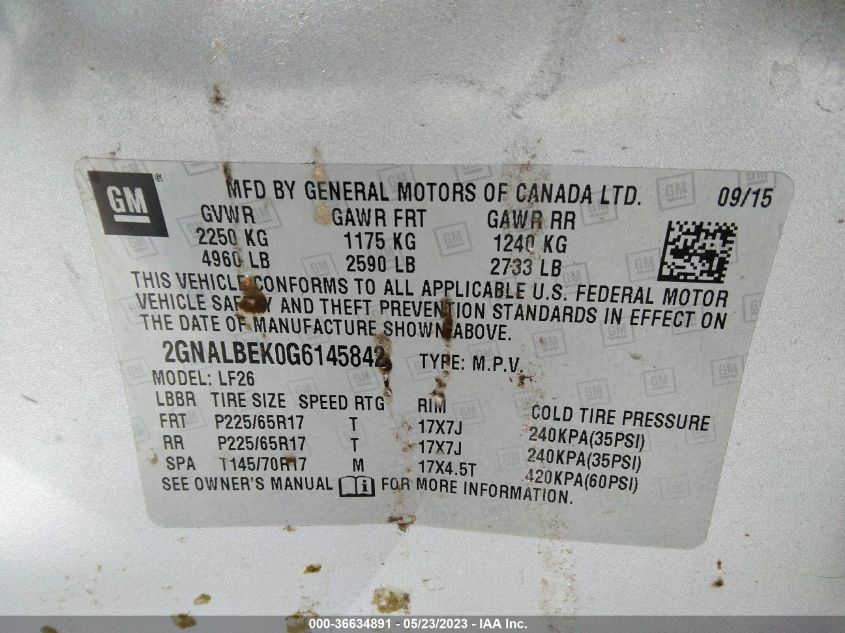 GM ®
MFD BY GENERAL MOTORS OF CANADA LTD. 09/15
GVWR GAWR FRT GAWR RR
2250 KG 1175 KG 1240 KG
4960 LB 2590 LB 2733 LB
THIS VEHICLE CONFORMS TO ALL APPLICABLE U.S. FEDERAL MOTOR
VEHICLE SAFETY AND THEFT PREVENTION STANDARDS IN EFFECT ON
THE DATE OF MANUFACTURE SHOWN ABOVE.
2GNALBEK0G6145842 TYPE: M.P.V.
MODEL: LF26
LBBR TIRE SIZE SPEED RTG RIM COLD TIRE PRESSURE
FRT P225/65R17 T 17X7J 240KPA(35PSI)
RR P225/65R17 T 17X7J 240KPA(35PSI)
SPA T145/70R17 M 17X4.5T 420KPA(60PSI)
SEE OWNER'S MANUAL FOR MORE INFORMATION.
000-36634891 - 05/23/2023 - IAA Inc.